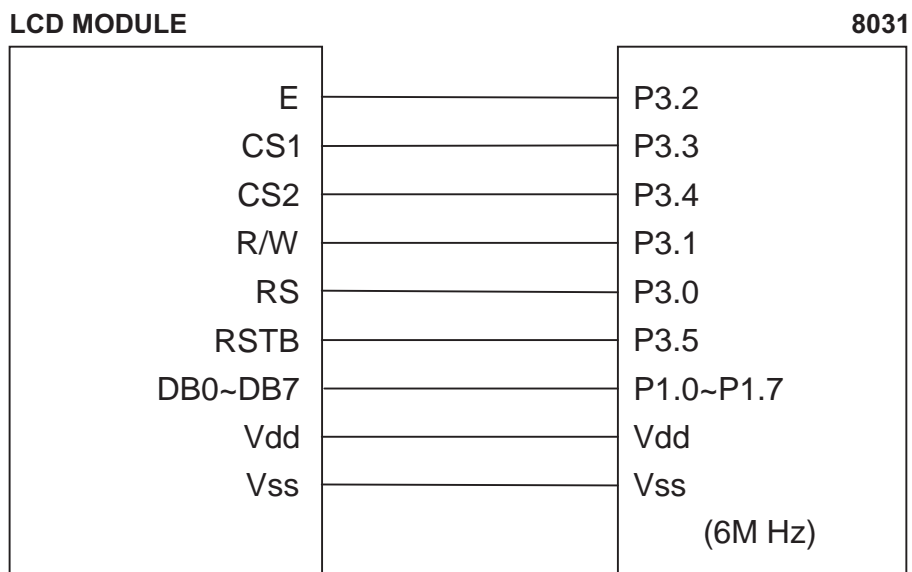 LCD MODULE 8031
E P3.2
CS1 P3.3
CS2 P3.4
R/W P3.1
RS P3.0
RSTB P3.5
DB0~DB7 P1.0~P1.7
Vdd Vdd
Vss Vss
(6M Hz)